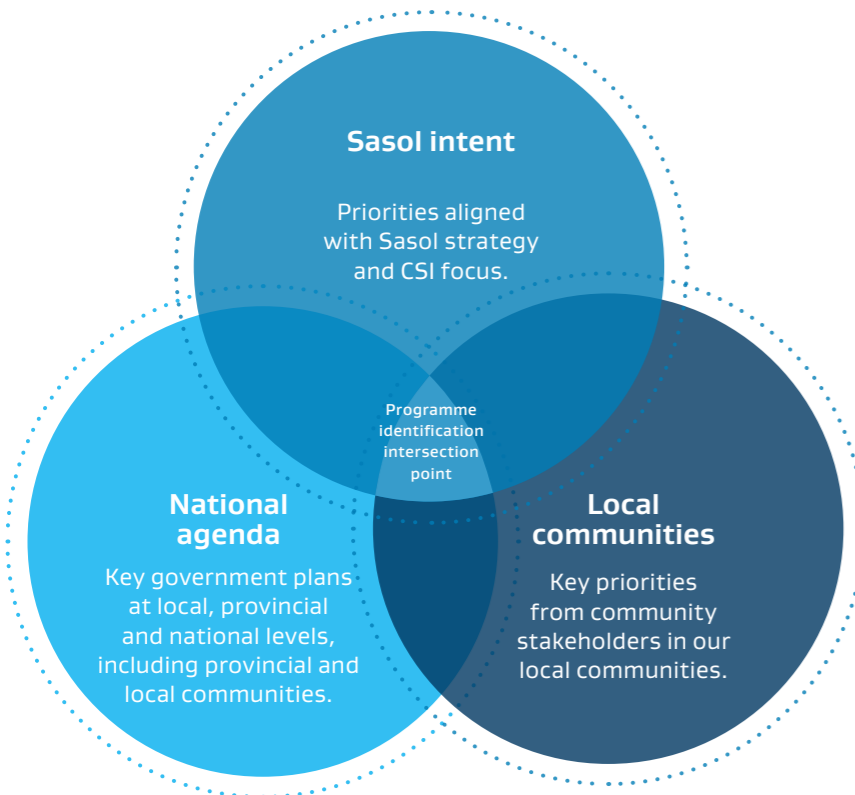 Sasol intent
Priorities aligned
with Sasol strategy
and CSI focus.
Programme
identification
intersection
point
National
agenda
Key government plans
at local, provincial
and national levels,
including provincial and
local communities.
Local
communities
Key priorities
from community
stakeholders in our
local communities.